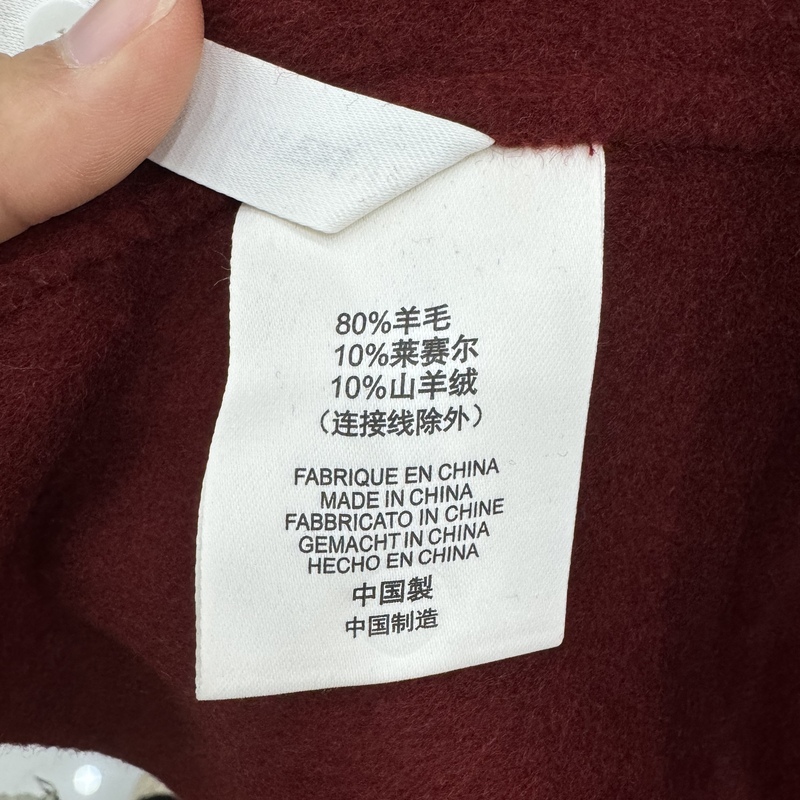 80%羊毛
10%莱赛尔
10%山羊绒
（连接线除外）
FABRIQUE EN CHINA
MADE IN CHINA
FABBRICATO IN CHINE
GEMACHT IN CHINA
HECHO EN CHINA
中国製
中国制造